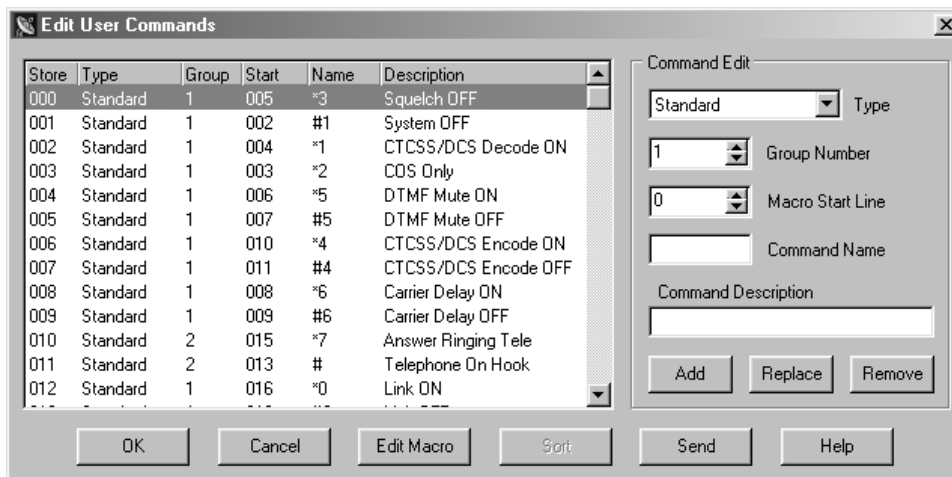 Edit User Commands
Store Type Group Start Name Description
000 Standard 1 005 *3 Squelch OFF
001 Standard 1 002 #1 System OFF
002 Standard 1 004 *1 CTCSS/DCS Decode ON
003 Standard 1 003 *2 COS Only
004 Standard 1 006 *5 DTMF Mute ON
005 Standard 1 007 #5 DTMF Mute OFF
006 Standard 1 010 *4 CTCSS/DCS Encode ON
007 Standard 1 011 #4 CTCSS/DCS Encode OFF
008 Standard 1 008 *6 Carrier Delay ON
009 Standard 1 009 #6 Carrier Delay OFF
010 Standard 2 015 *7 Answer Ringing Tele
011 Standard 2 013 # Telephone On Hook
012 Standard 1 016 *0 Link ON
Command Edit
Standard Type
1 Group Number
0 Macro Start Line
Command Name
Command Description
Add Replace Remove
OK Cancel Edit Macro Sort Send Help